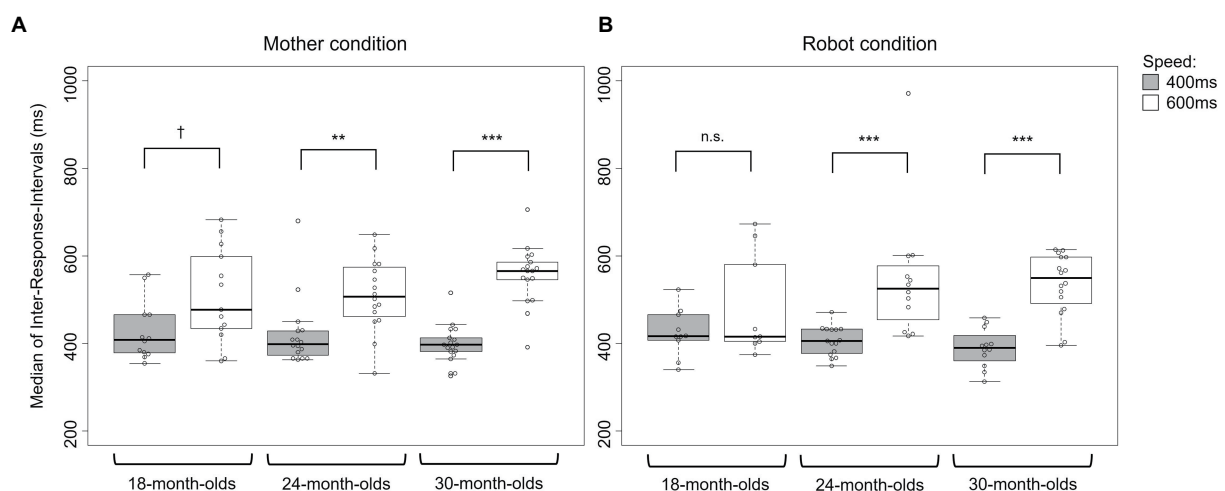 A
Mother condition
B
Robot condition
Speed:
400ms
600ms
Median of Inter-Response-Intervals (ms)
1000
800
600
400
200
†
**
***
1000
800
600
400
200
n.s.
***
***
18-month-olds
24-month-olds
30-month-olds
18-month-olds
24-month-olds
30-month-olds